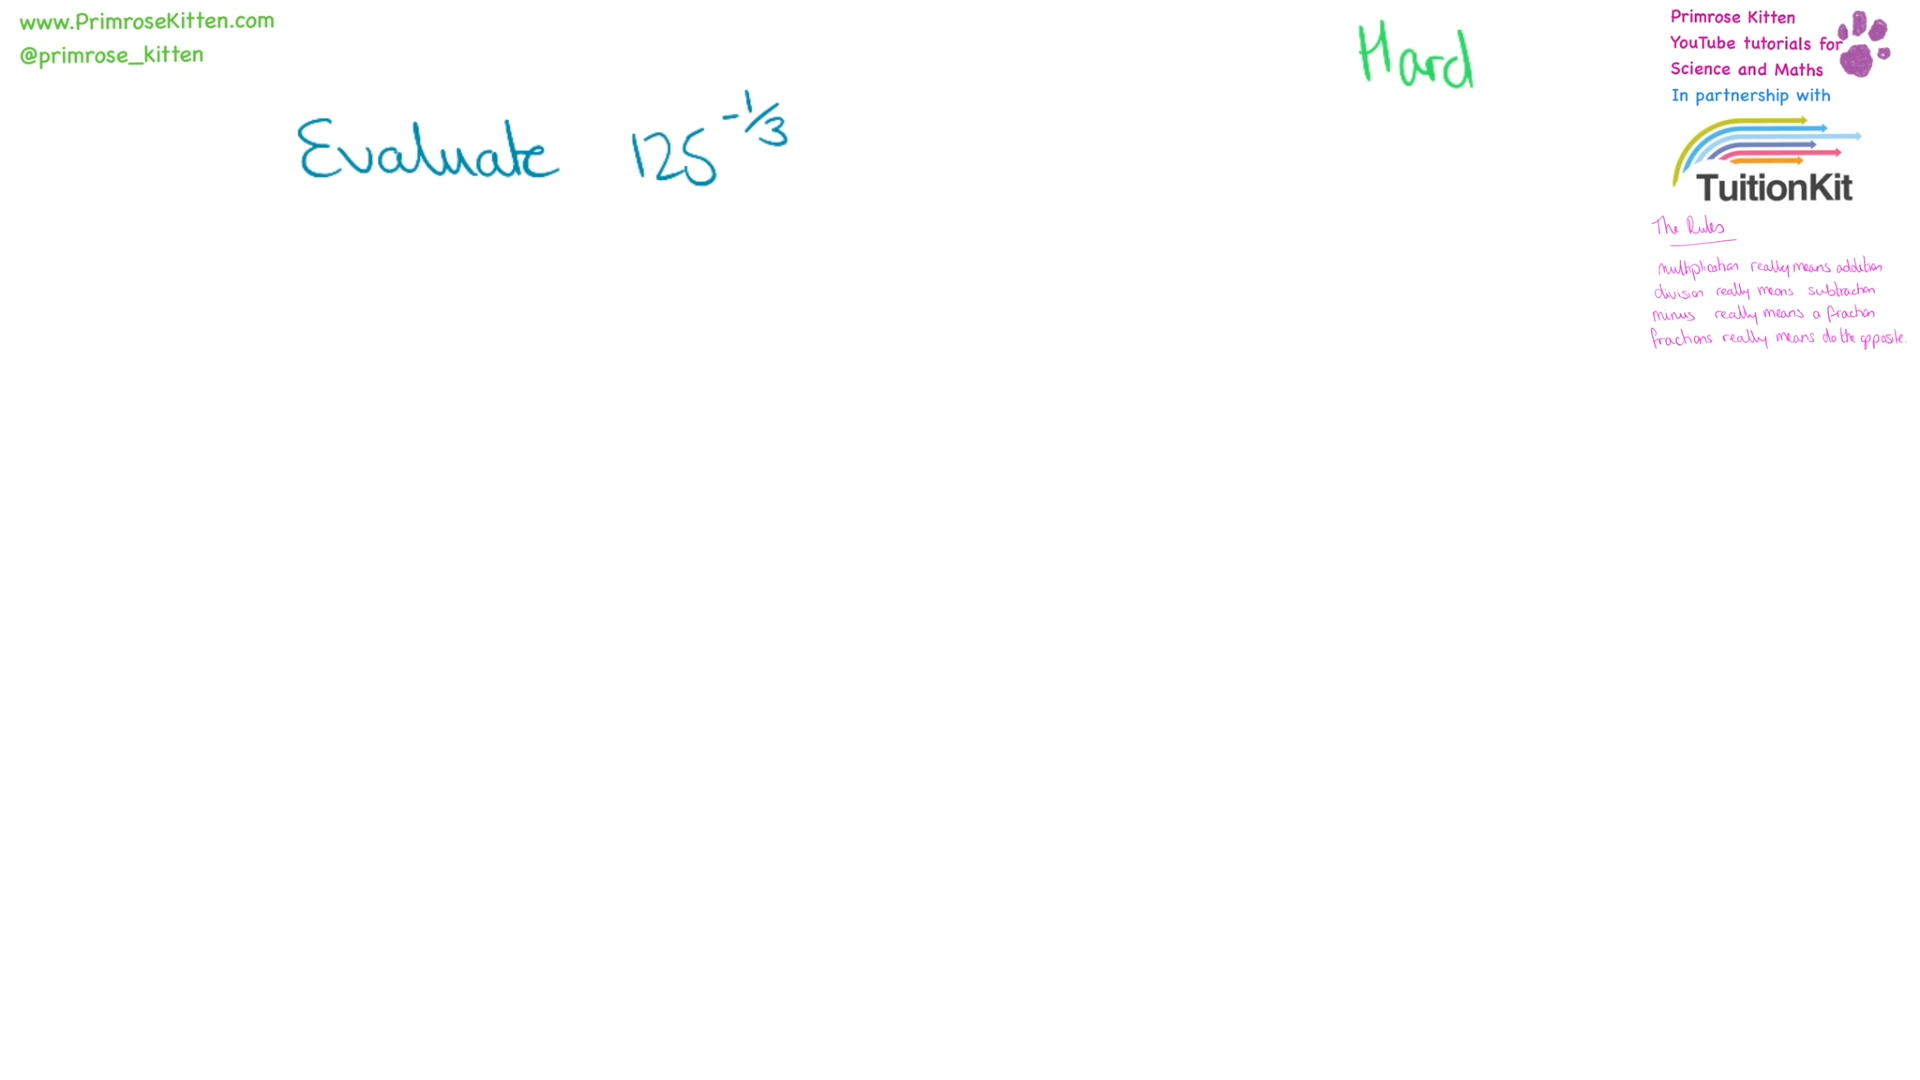 www.PrimroseKitten.com
@primrose_kitten
Hard
Evaluate 125^-1/3
Primrose Kitten
YouTube tutorials for
Science and Maths
In partnership with
TuitionKit
The Rules
multiplication really means addition
division really means subtraction
minus really means a fraction
fractions really means do the opposite.